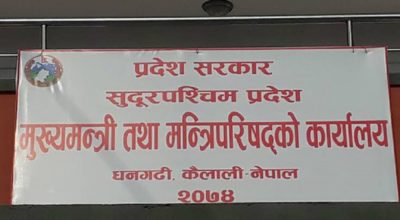 प्रदेश सरकार
सुदूरपश्चिम प्रदेश
मुख्यमन्त्री तथा मन्त्रिपरिषद्को कार्यालय
धनगढी, कैलाली-नेपाल
२०७४